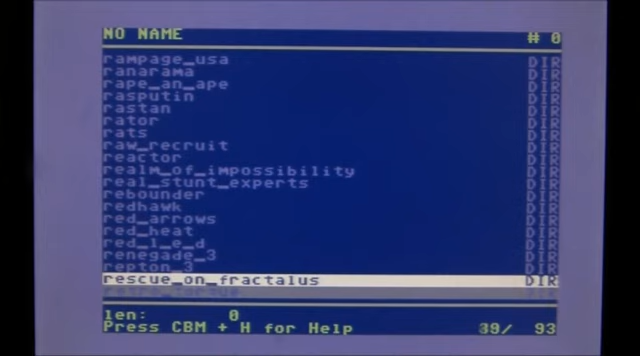 NO NAME # 0
rampage_usa DIR
ranarama DIR
rape_an_ape DIR
rasputin DIR
rastan DIR
rator DIR
rats DIR
raw_recruit DIR
reactor DIR
realm_of_impossibility DIR
real_stunt_experts DIR
rebounder DIR
redhawk DIR
red_arrows DIR
red_heat DIR
red_l_e_d DIR
renegade_3 DIR
repton_3 DIR
rescue_on_fractalus DIR
len: 0
Press CBM + H for Help 39/ 93